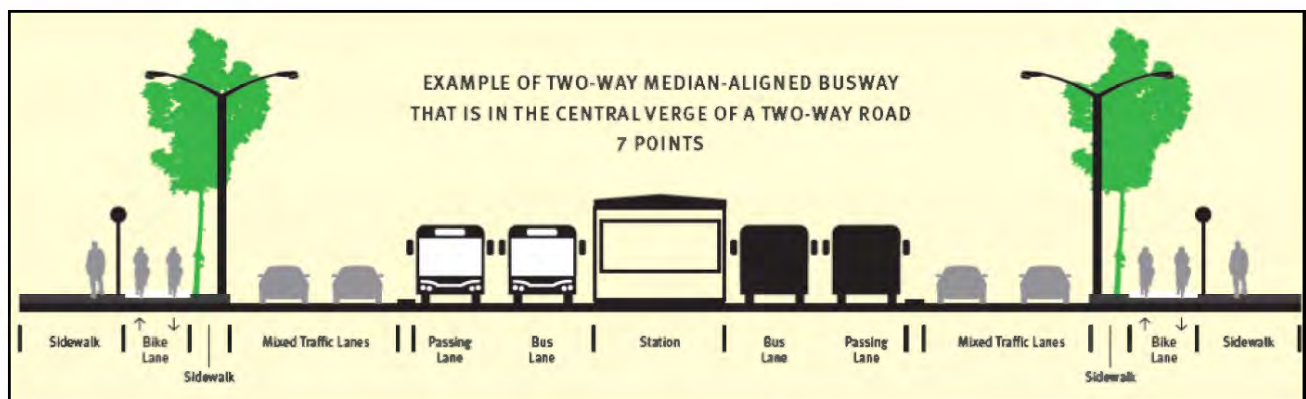 EXAMPLE OF TWO-WAY MEDIAN-ALIGNED BUSWAY
THAT IS IN THE CENTRAL VERGE OF A TWO-WAY ROAD
7 POINTS
Sidewalk
Bike
Lane
Sidewalk
Mixed Traffic Lanes
Passing
Lane
Bus
Lane
Station
Bus
Lane
Passing
Lane
Mixed Traffic Lanes
Sidewalk
Bike
Lane
Sidewalk